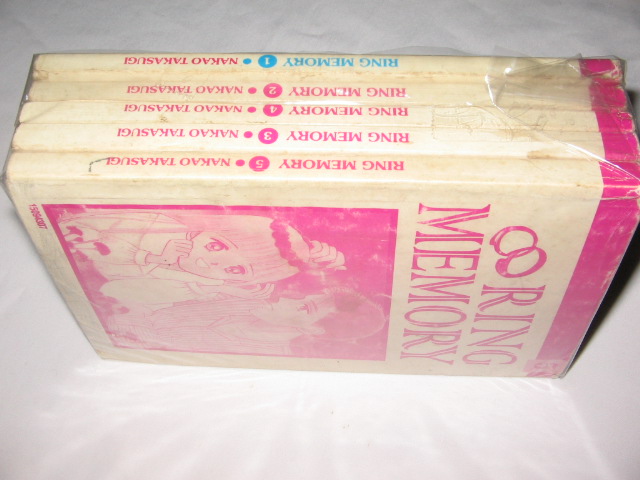 RING MEMORY 1 • NAKAO TAKASUGI
RING MEMORY 2 • NAKAO TAKASUGI
RING MEMORY 4 • NAKAO TAKASUGI
RING MEMORY 3 • NAKAO TAKASUGI
RING MEMORY 5 • NAKAO TAKASUGI
RING
MEMORY